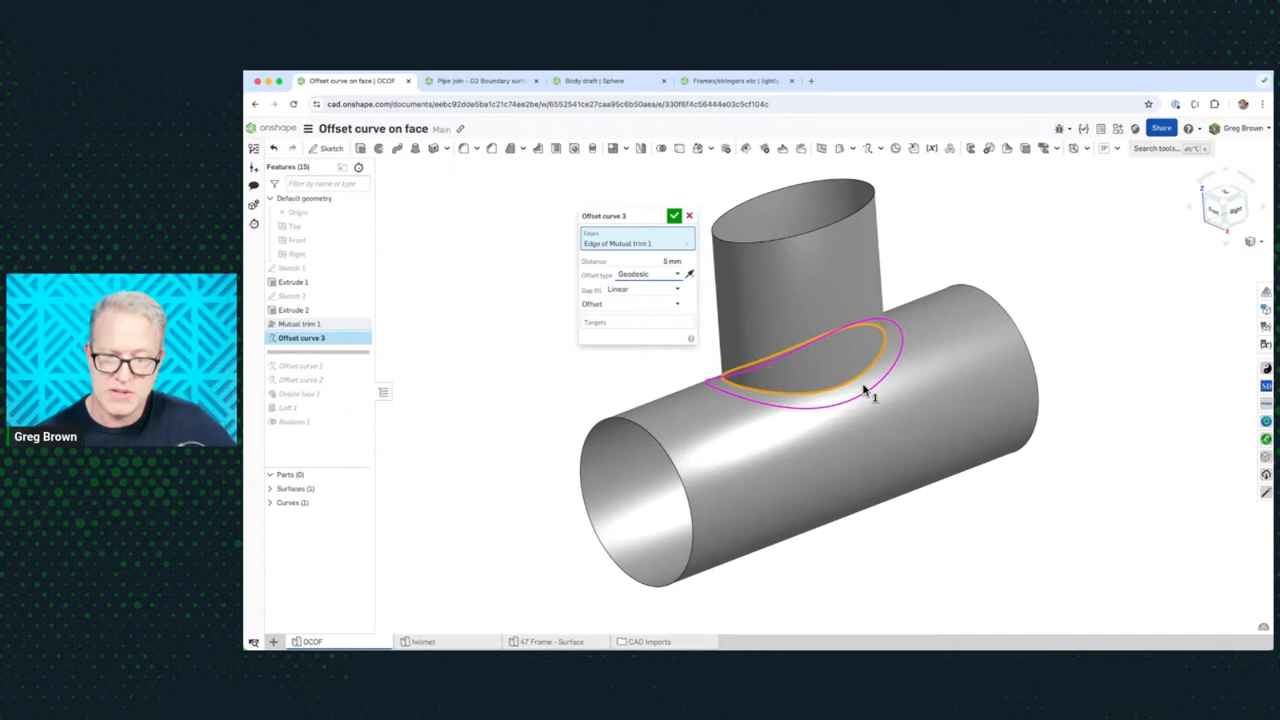 Offset curve on face | OCOF
Pipe join - G2 Boundary surf
Body draft | Sphere
Frames/stringers etc | lightly
cad.onshape.com/documents/eebc92dde5ba1c21c74ee2be/w/6552541ce27caa95c6b50aea/e/330f6f4c56444e03c5cf104c
onshape
Offset curve on face
Main
Share
Greg Brown
Sketch
Search tools...
Features (15)
Filter by name or type
Default geometry
Origin
Top
Front
Right
Sketch 1
Extrude 1
Sketch 2
Extrude 2
Mutual trim 1
Offset curve 3
Offset curve 1
Offset curve 2
Delete face 1
Loft 1
Boolean 1
Parts (0)
Surfaces (1)
Curves (1)
Offset curve 3
Edges
Edge of Mutual trim 1
Distance 5 mm
Offset type Geodesic
Gap fill Linear
Offset
Targets
Z
Front
Right
X
1
Greg Brown
OCOF
helmet
47 Frame - Surface
CAD Imports